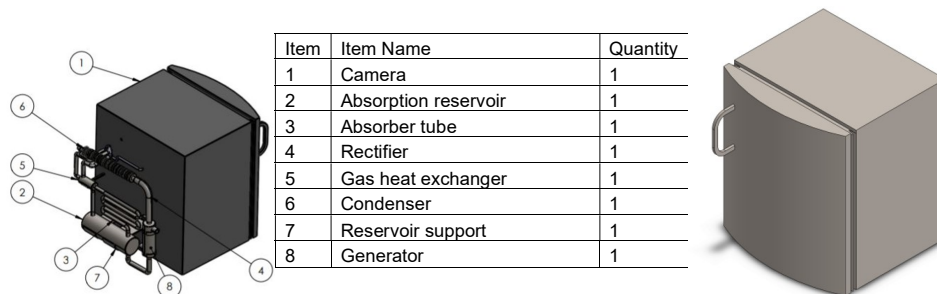 1
6
5
2
3
7
8
4
Item Item Name Quantity
1 Camera 1
2 Absorption reservoir 1
3 Absorber tube 1
4 Rectifier 1
5 Gas heat exchanger 1
6 Condenser 1
7 Reservoir support 1
8 Generator 1